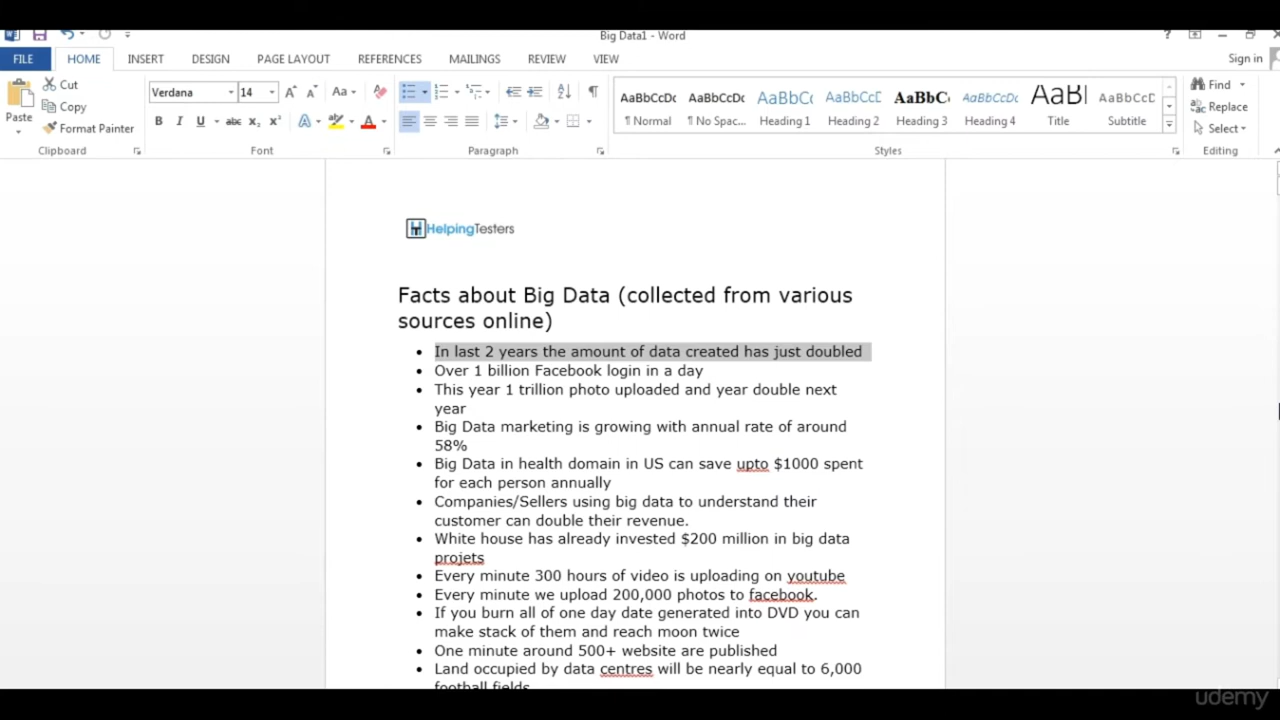 Big Data1 - Word
?
FILE HOME INSERT DESIGN PAGE LAYOUT REFERENCES MAILINGS REVIEW VIEW Sign in
Cut
Copy
Format Painter
Paste
Verdana 14 Aa
B I U abc X₂ X² A A
AaBbCcDc AaBbCcDc AaBbCc AaBbCcD AaBbC AaBbCcDc AaBl AaBbCcD
¶ Normal ¶ No Spac... Heading 1 Heading 2 Heading 3 Heading 4 Title Subtitle
Find
Replace
Select
Clipboard Font Paragraph Styles Editing
HelpingTesters
Facts about Big Data (collected from various
sources online)
• In last 2 years the amount of data created has just doubled
• Over 1 billion Facebook login in a day
• This year 1 trillion photo uploaded and year double next
year
• Big Data marketing is growing with annual rate of around
58%
• Big Data in health domain in US can save upto $1000 spent
for each person annually
• Companies/Sellers using big data to understand their
customer can double their revenue.
• White house has already invested $200 million in big data
projets
• Every minute 300 hours of video is uploading on youtube
• Every minute we upload 200,000 photos to facebook.
• If you burn all of one day date generated into DVD you can
make stack of them and reach moon twice
• One minute around 500+ website are published
• Land occupied by data centres will be nearly equal to 6,000
football fields
udemy